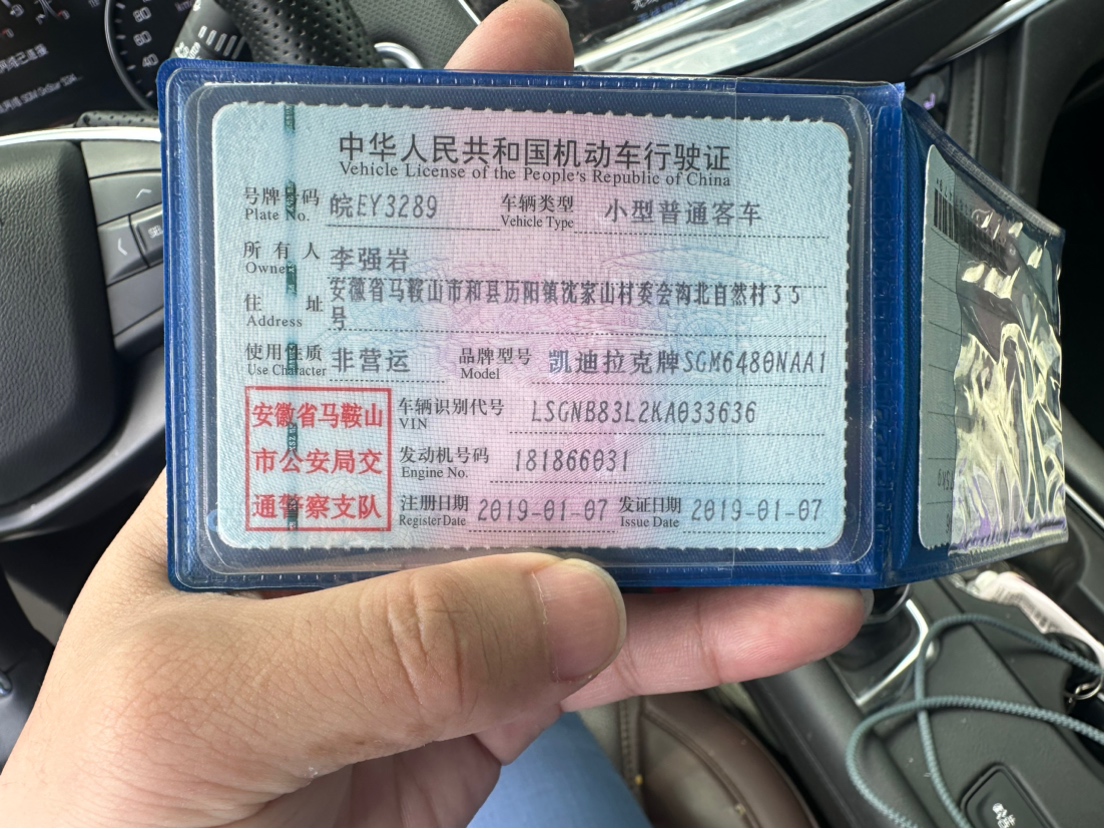 中华人民共和国机动车行驶证
Vehicle License of the People's Republic of China
号牌号码 皖EY3289 车辆类型 小型普通客车
Plate No. Vehicle Type
所有人 李强岩
Owner
安徽省马鞍山市和县历阳镇沈家山村委会沟北自然村35
住址 号
Address
使用性质 非营运 品牌型号 凯迪拉克牌SGM6480NAA1
Use Character Model
安徽省马鞍山
市公安局交
通警察支队
车辆识别代号 LSGNB83L2KA033636
VIN
发动机号码 181866031
Engine No.
注册日期 2019-01-07 发证日期 2019-01-07
Register Date Issue Date
80
60
40